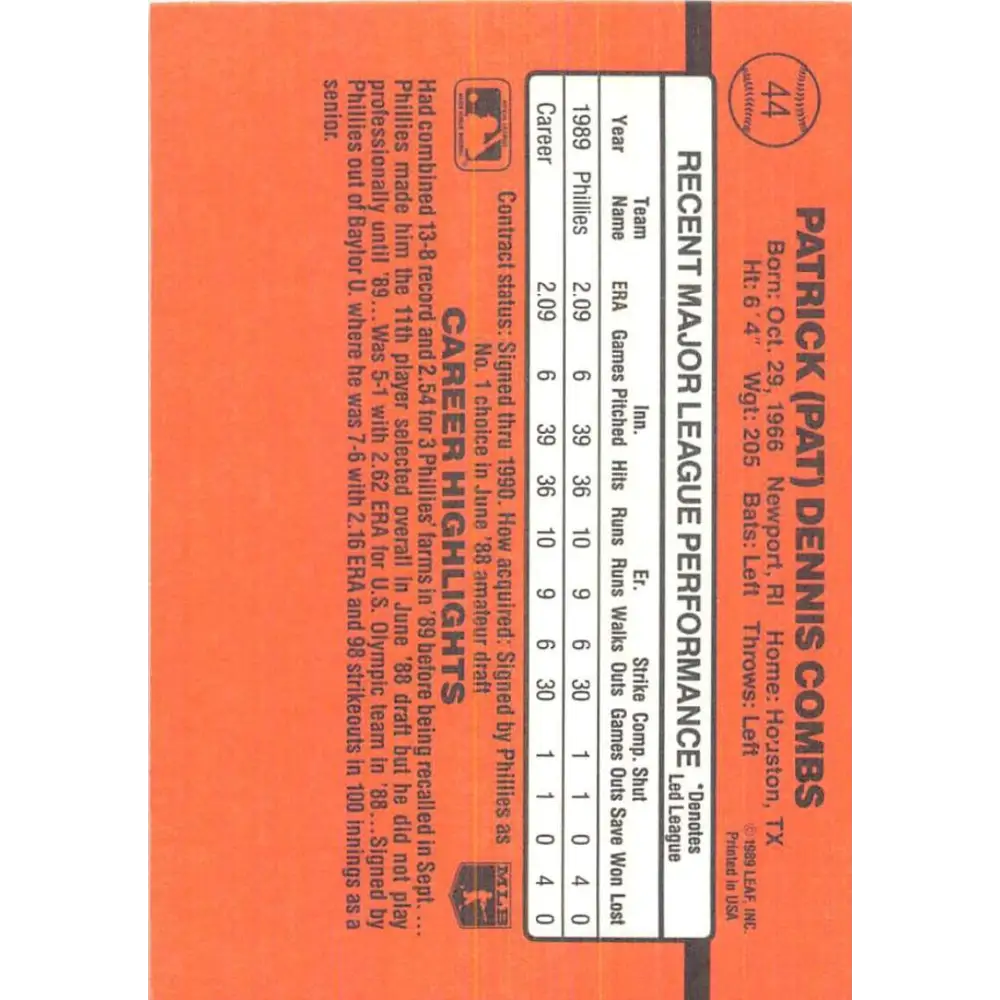 44
PATRICK (PAT) DENNIS COMBS
Born: Oct. 29, 1966 Newport, RI Home: Houston, TX
Ht: 6'4" Wgt: 205 Bats: Left Throws: Left
© 1989 LEAF, INC.
Printed in USA
RECENT MAJOR LEAGUE PERFORMANCE
*Denotes
Led League
Team Inn. Er. Strike Comp. Shut
Year Name ERA Games Pitched Hits Runs Runs Walks Outs Games Outs Save Won Lost
1989 Phillies 2.09 6 39 36 10 9 6 30 1 1 0 4 0
Career 2.09 6 39 36 10 9 6 30 1 1 0 4 0
Contract status: Signed thru 1990. How acquired: Signed by Phillies as
No. 1 choice in June '88 amateur draft
MLB
CAREER HIGHLIGHTS
Had combined 13-8 record and 2.54 for 3 Phillies' farms in '89 before being recalled in Sept. ...
Phillies made him the 11th player selected overall in June '88 draft but he did not play
professionally until '89...Was 5-1 with 2.62 ERA for U.S. Olympic team in '88...Signed by
Phillies out of Baylor U. where he was 7-6 with 2.16 ERA and 98 strikeouts in 100 innings as a
senior.